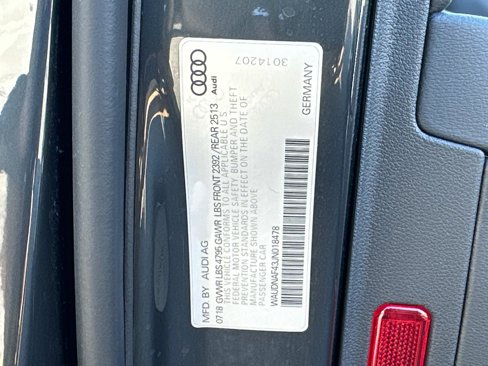 MFD BY AUDI AG
0718 GVWR LBS 4795 GAWR LBS FRONT 2392 /REAR 2513
THIS VEHICLE CONFORMS TO ALL APPLICABLE U.S.
FEDERAL MOTOR VEHICLE SAFETY, BUMPER AND THEFT
PREVENTION STANDARDS IN EFFECT ON THE DATE OF
MANUFACTURE SHOWN ABOVE
PASSENGER CAR
WAUDNAF43JN018478
GERMANY
Audi
3014207